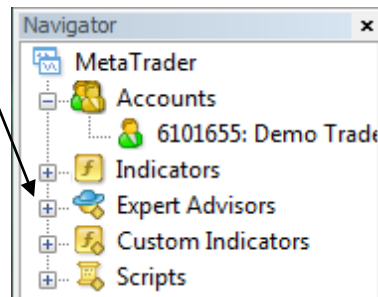 Navigator
MetaTrader
Accounts
6101655: Demo Trade
Indicators
Expert Advisors
Custom Indicators
Scripts